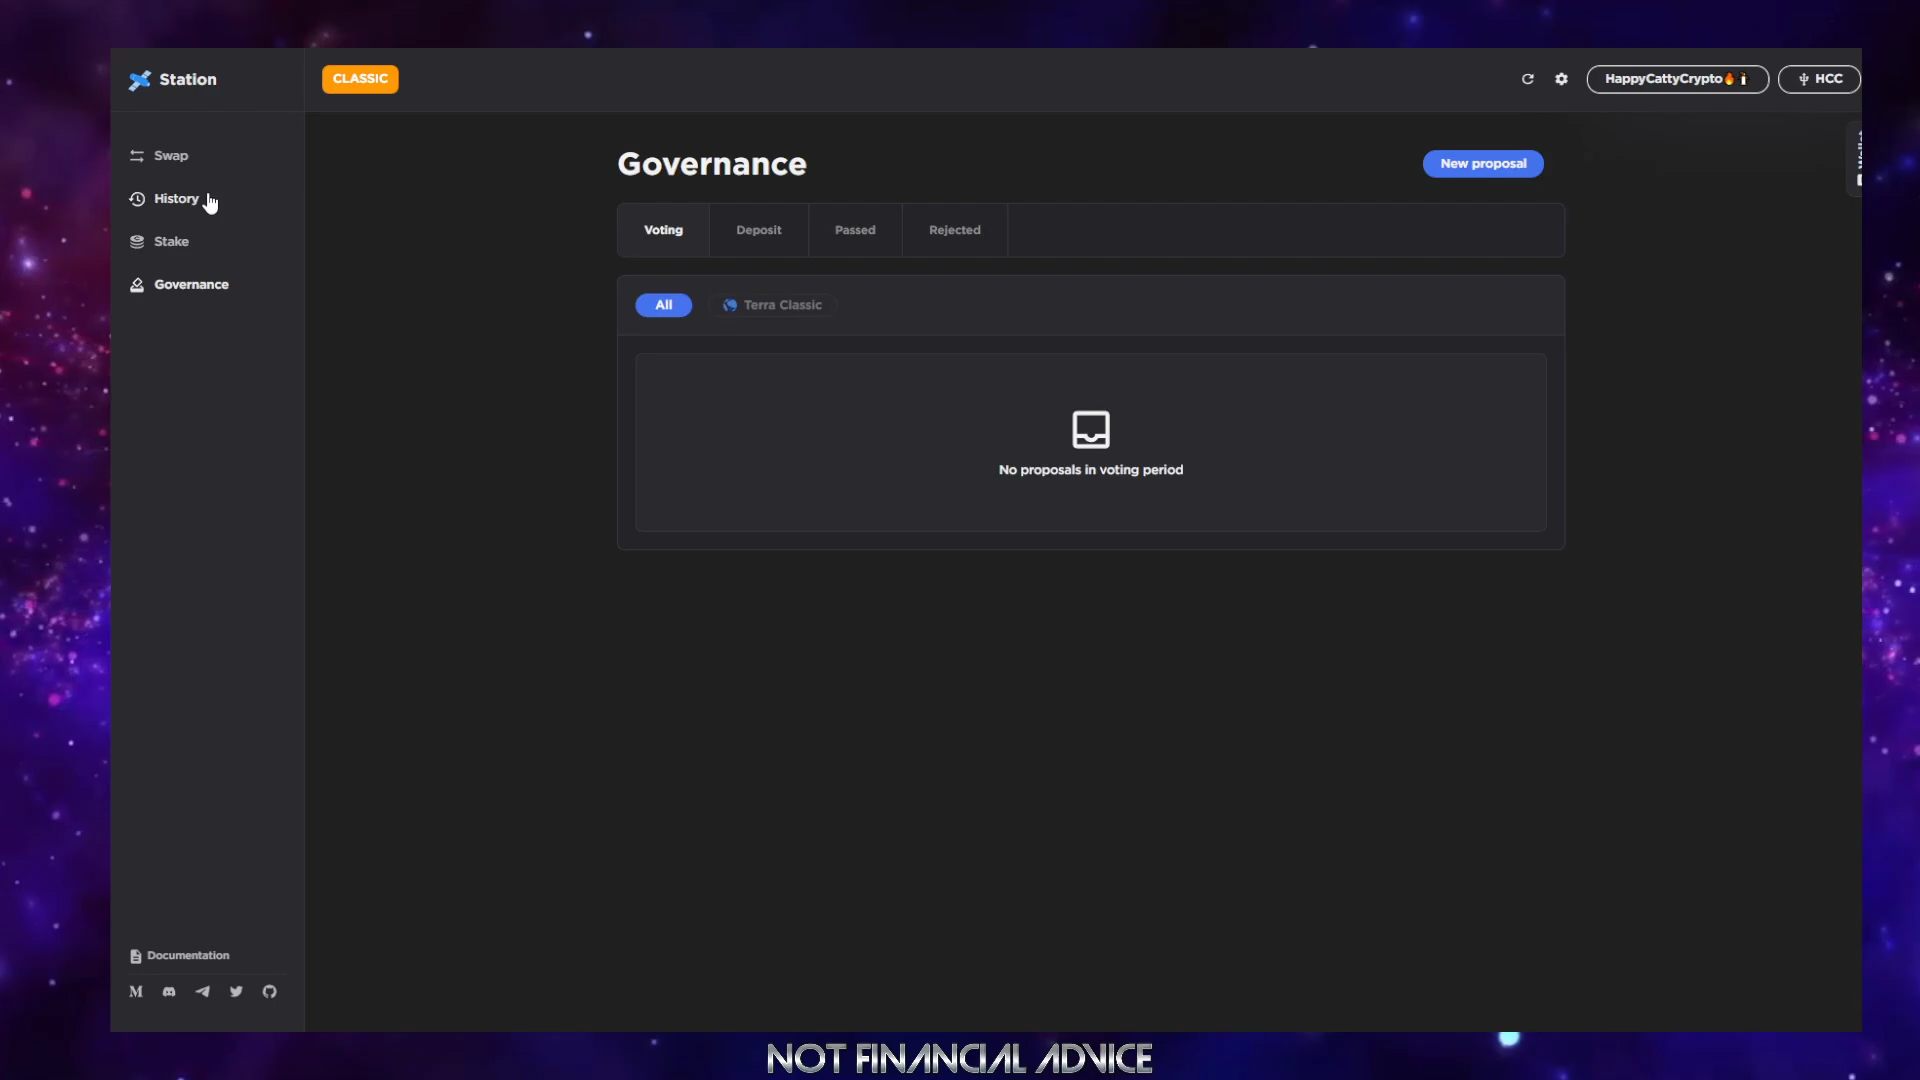 Station
CLASSIC
HappyCattyCrypto🔥
HCC
Swap
History
Stake
Governance
Governance
New proposal
Voting
Deposit
Passed
Rejected
All
Terra Classic
No proposals in voting period
Documentation
NOT FINANCIAL ADVICE